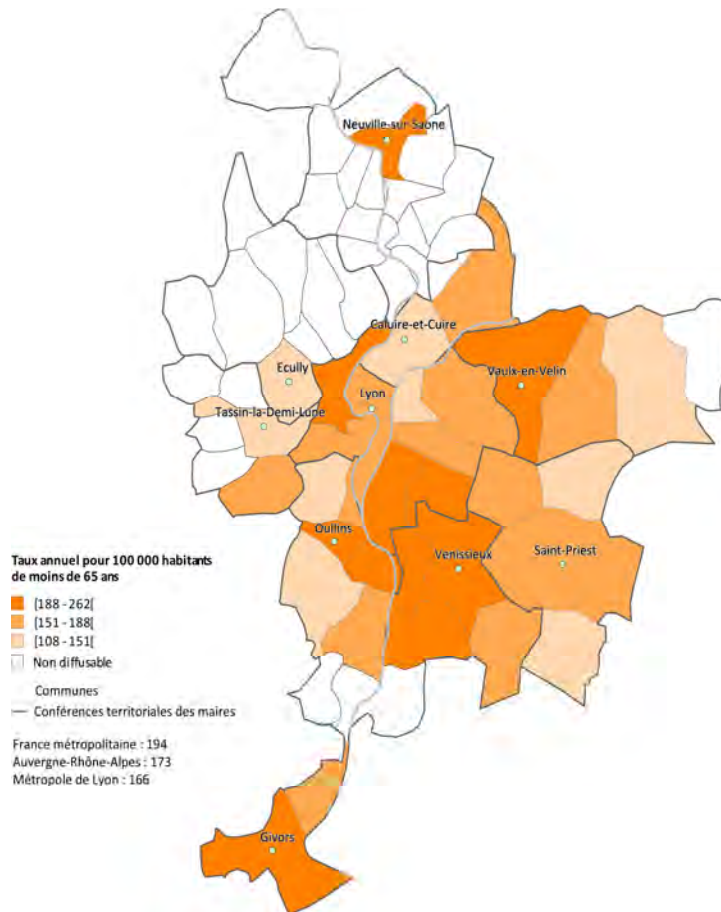 Neuville-sur-Saone
Caluire-et-Cuire
Ecully
Vaulx-en-Velin
Lyon
Tassin-la-Demi-Lune
Oullins
Venissieux
Saint-Priest
Taux annuel pour 100 000 habitants
de moins de 65 ans
[188 - 262[
[151 - 188[
[108 - 151[
Non diffusable
Communes
Conférences territoriales des maires
France métropolitaine : 194
Auvergne-Rhône-Alpes : 173
Métropole de Lyon : 166
Givors